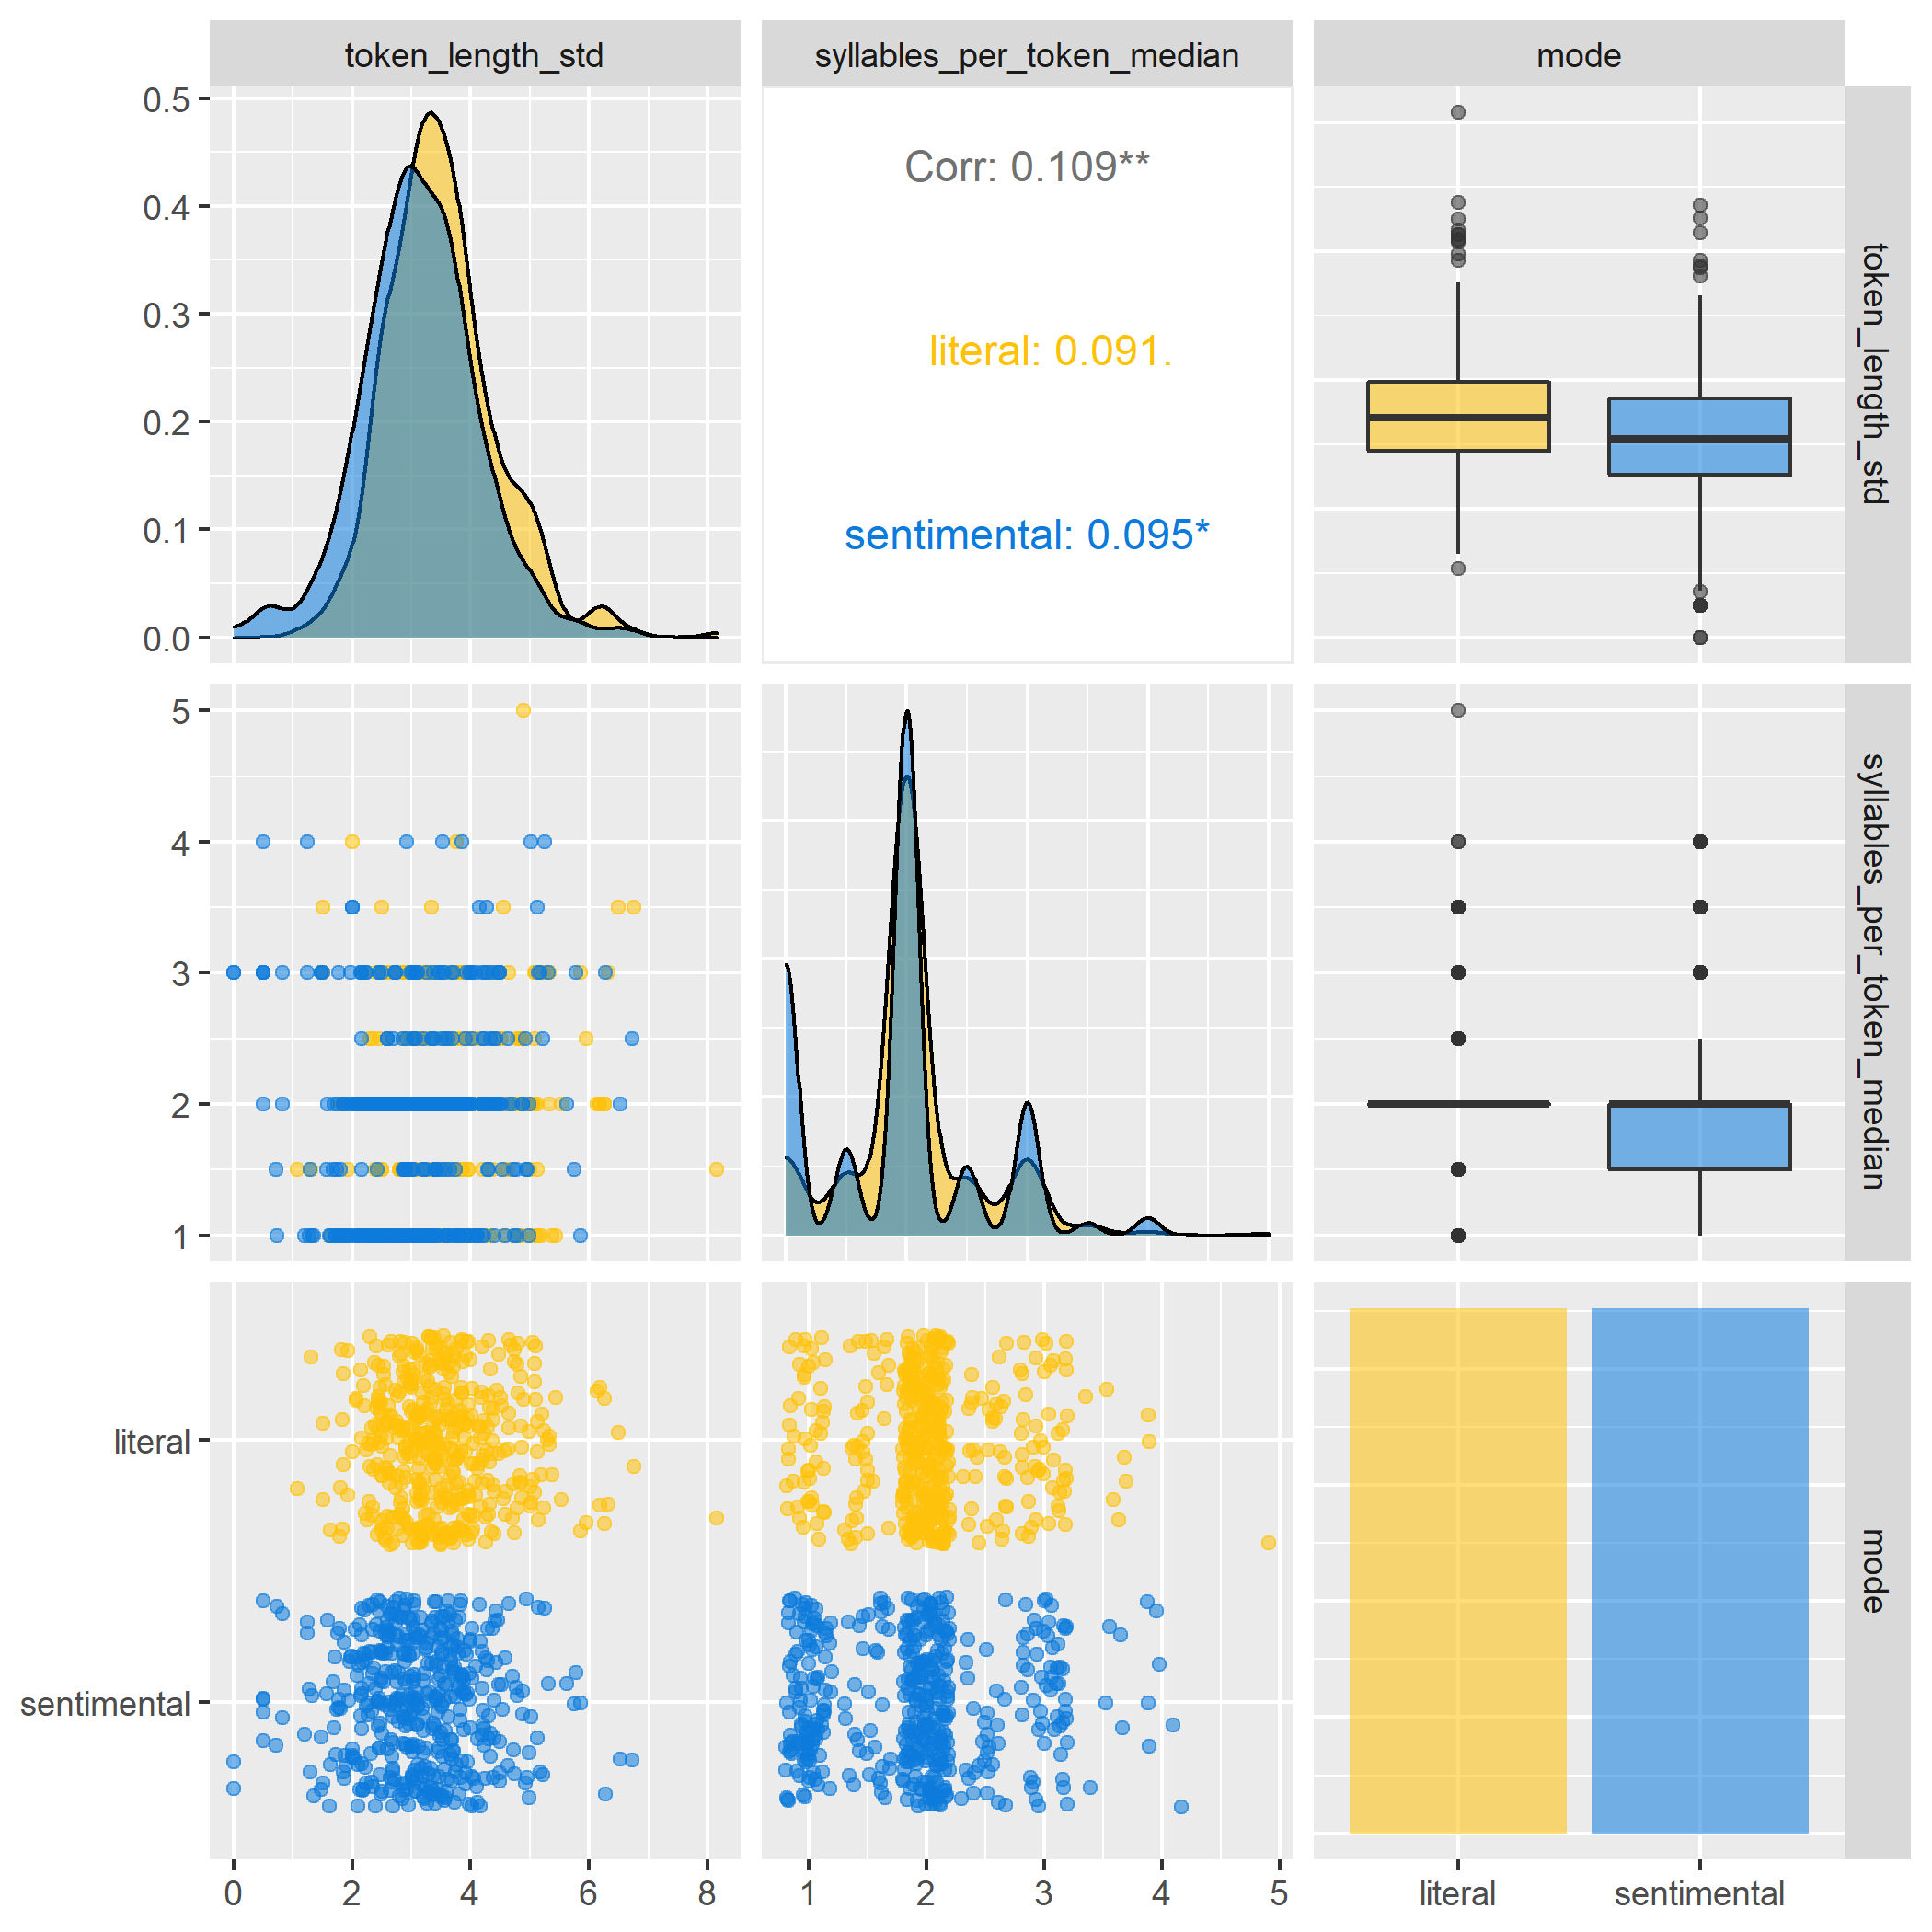 token_length_std
syllables_per_token_median
mode
0.5
0.4
0.3
0.2
0.1
0.0
Corr: 0.109**
literal: 0.091.
sentimental: 0.095*
token_length_std
5
4
3
2
1
syllables_per_token_median
literal
sentimental
mode
0 2 4 6 8
1 2 3 4 5
literal sentimental